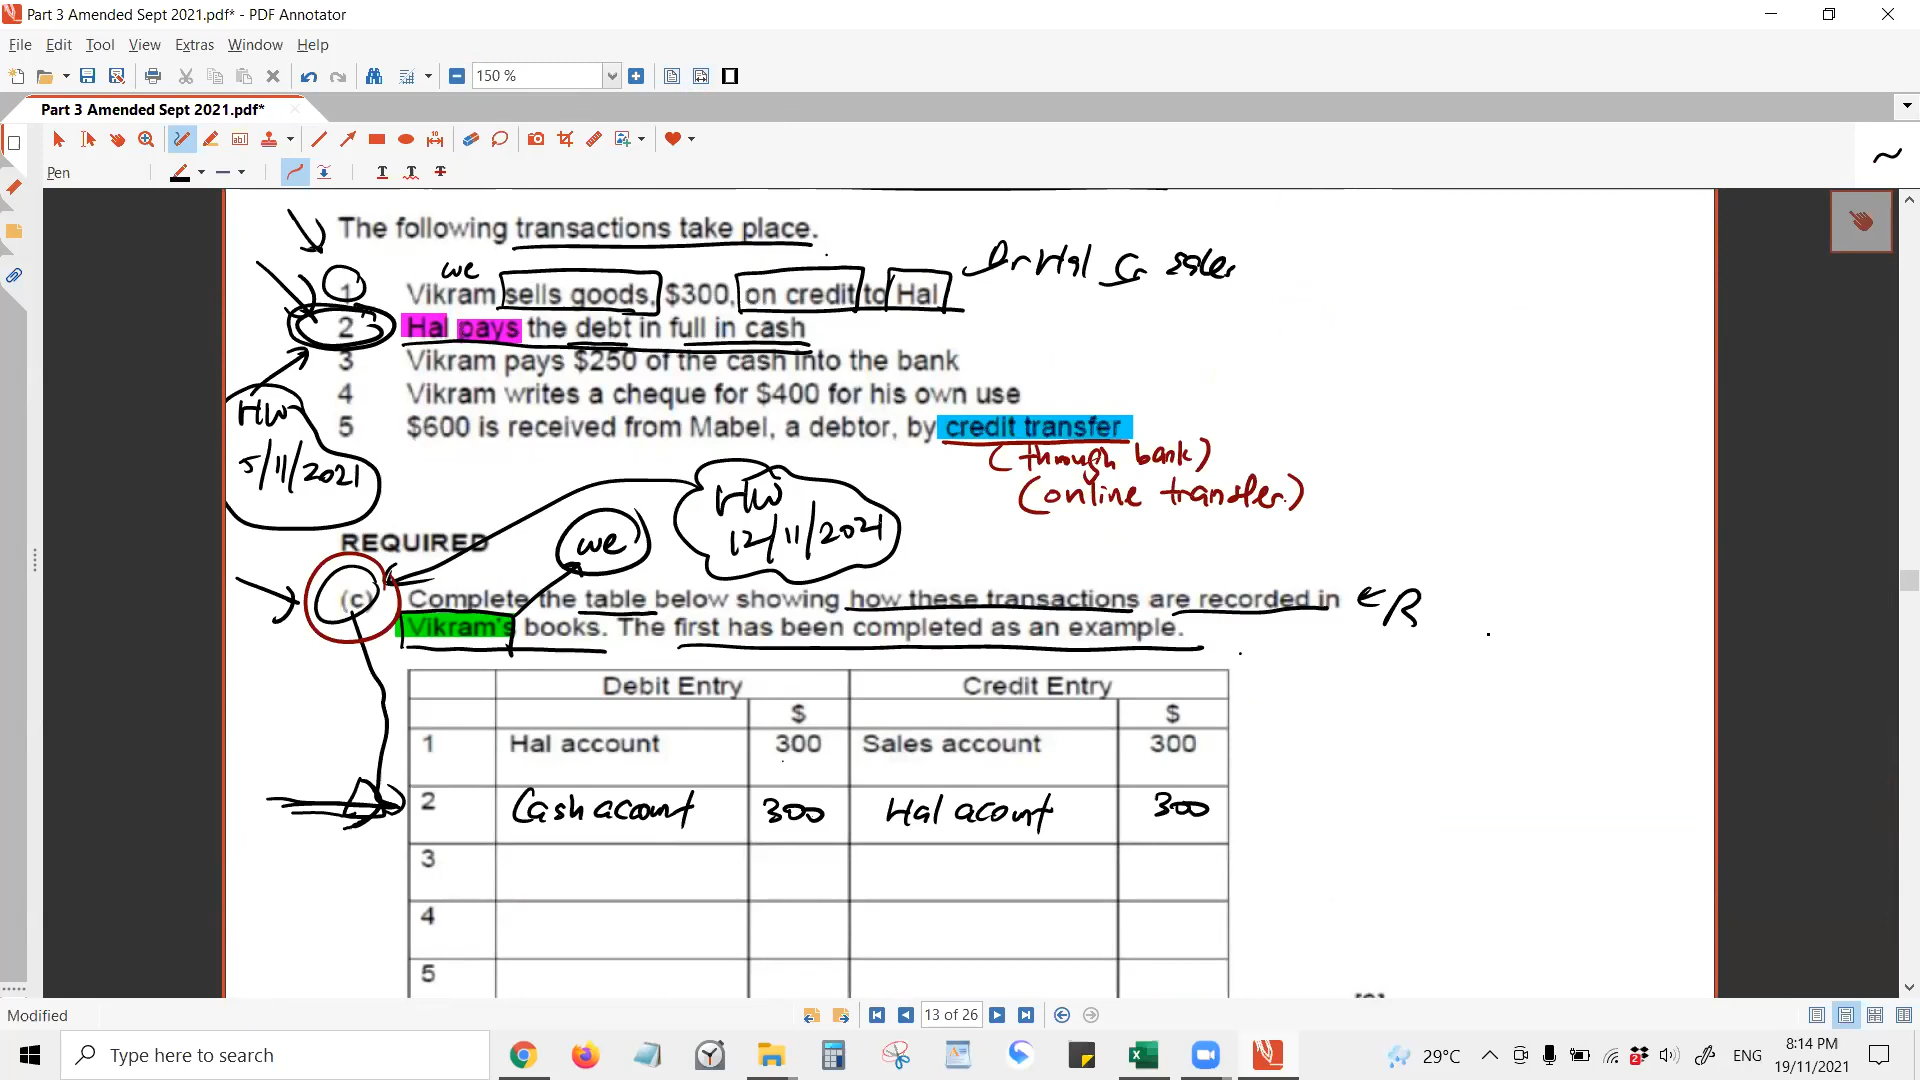 Part 3 Amended Sept 2021.pdf* - PDF Annotator
File Edit Tool View Extras Window Help
150 %
Part 3 Amended Sept 2021.pdf*
Pen
The following transactions take place.
we
Dr Hal Cr sales
1 Vikram sells goods, $300, on credit to Hal
2 Hal pays the debt in full in cash
3 Vikram pays $250 of the cash into the bank
4 Vikram writes a cheque for $400 for his own use
5 $600 is received from Mabel, a debtor, by credit transfer
HW
5/11/2021
(through bank)
(online transfer)
HW
12/11/2021
we
REQUIRED
(c) Complete the table below showing how these transactions are recorded in
R
Vikram's books. The first has been completed as an example.
Debit Entry Credit Entry
$ $
1 Hal account 300 Sales account 300
2 Cash acount 300 Hal acount 300
3
4
5
Modified 13 of 26
Type here to search 29°C ENG 8:14 PM
19/11/2021